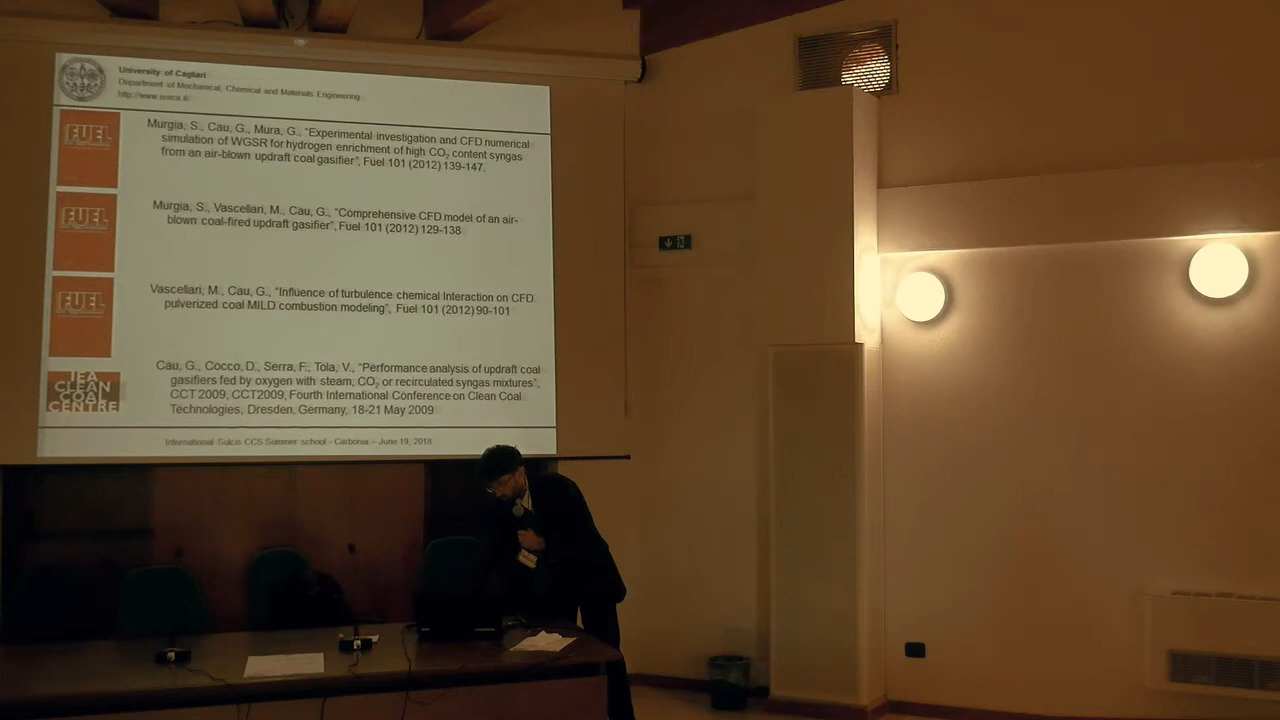 University of Cagliari
Department of Mechanical, Chemical and Materials Engineering
http://www.unica.it/
FUEL
Murgia, S., Cau, G., Mura, G., "Experimental investigation and CFD numerical
simulation of WGSR for hydrogen enrichment of high CO2 content syngas
from an air-blown updraft coal gasifier", Fuel 101 (2012) 139-147.
FUEL
Murgia, S., Vascellari, M., Cau, G., "Comprehensive CFD model of an air-
blown coal-fired updraft gasifier", Fuel 101 (2012) 129-138
FUEL
Vascellari, M., Cau, G., "Influence of turbulence chemical Interaction on CFD
pulverized coal MILD combustion modeling", Fuel 101 (2012) 90-101
IEA
CLEAN
COAL
CENTRE
Cau, G., Cocco, D., Serra, F., Tola, V., "Performance analysis of updraft coal
gasifiers fed by oxygen with steam, CO2 or recirculated syngas mixtures",
CCT 2009, CCT2009, Fourth International Conference on Clean Coal
Technologies, Dresden, Germany, 18-21 May 2009
International Sulcis CCS Summer school - Carbonia – June 19, 2018